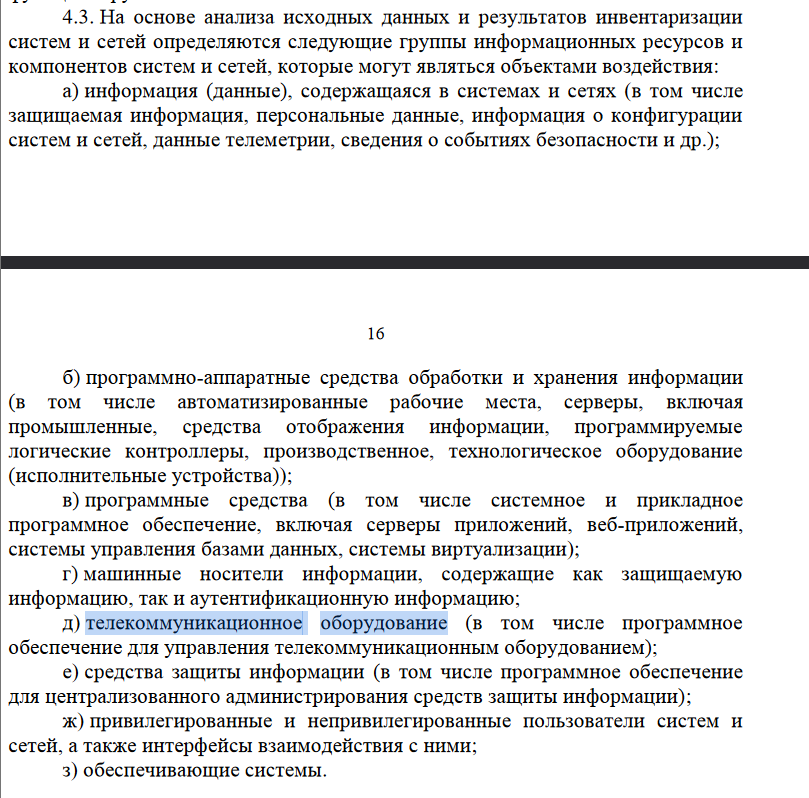 4.3. На основе анализа исходных данных и результатов инвентаризации
систем и сетей определяются следующие группы информационных ресурсов и
компонентов систем и сетей, которые могут являться объектами воздействия:
а) информация (данные), содержащаяся в системах и сетях (в том числе
защищаемая информация, персональные данные, информация о конфигурации
систем и сетей, данные телеметрии, сведения о событиях безопасности и др.);
16
б) программно-аппаратные средства обработки и хранения информации
(в том числе автоматизированные рабочие места, серверы, включая
промышленные, средства отображения информации, программируемые
логические контроллеры, производственное, технологическое оборудование
(исполнительные устройства));
в) программные средства (в том числе системное и прикладное
программное обеспечение, включая серверы приложений, веб-приложений,
системы управления базами данных, системы виртуализации);
г) машинные носители информации, содержащие как защищаемую
информацию, так и аутентификационную информацию;
д) телекоммуникационное оборудование (в том числе программное
обеспечение для управления телекоммуникационным оборудованием);
е) средства защиты информации (в том числе программное обеспечение
для централизованного администрирования средств защиты информации);
ж) привилегированные и непривилегированные пользователи систем и
сетей, а также интерфейсы взаимодействия с ними;
з) обеспечивающие системы.